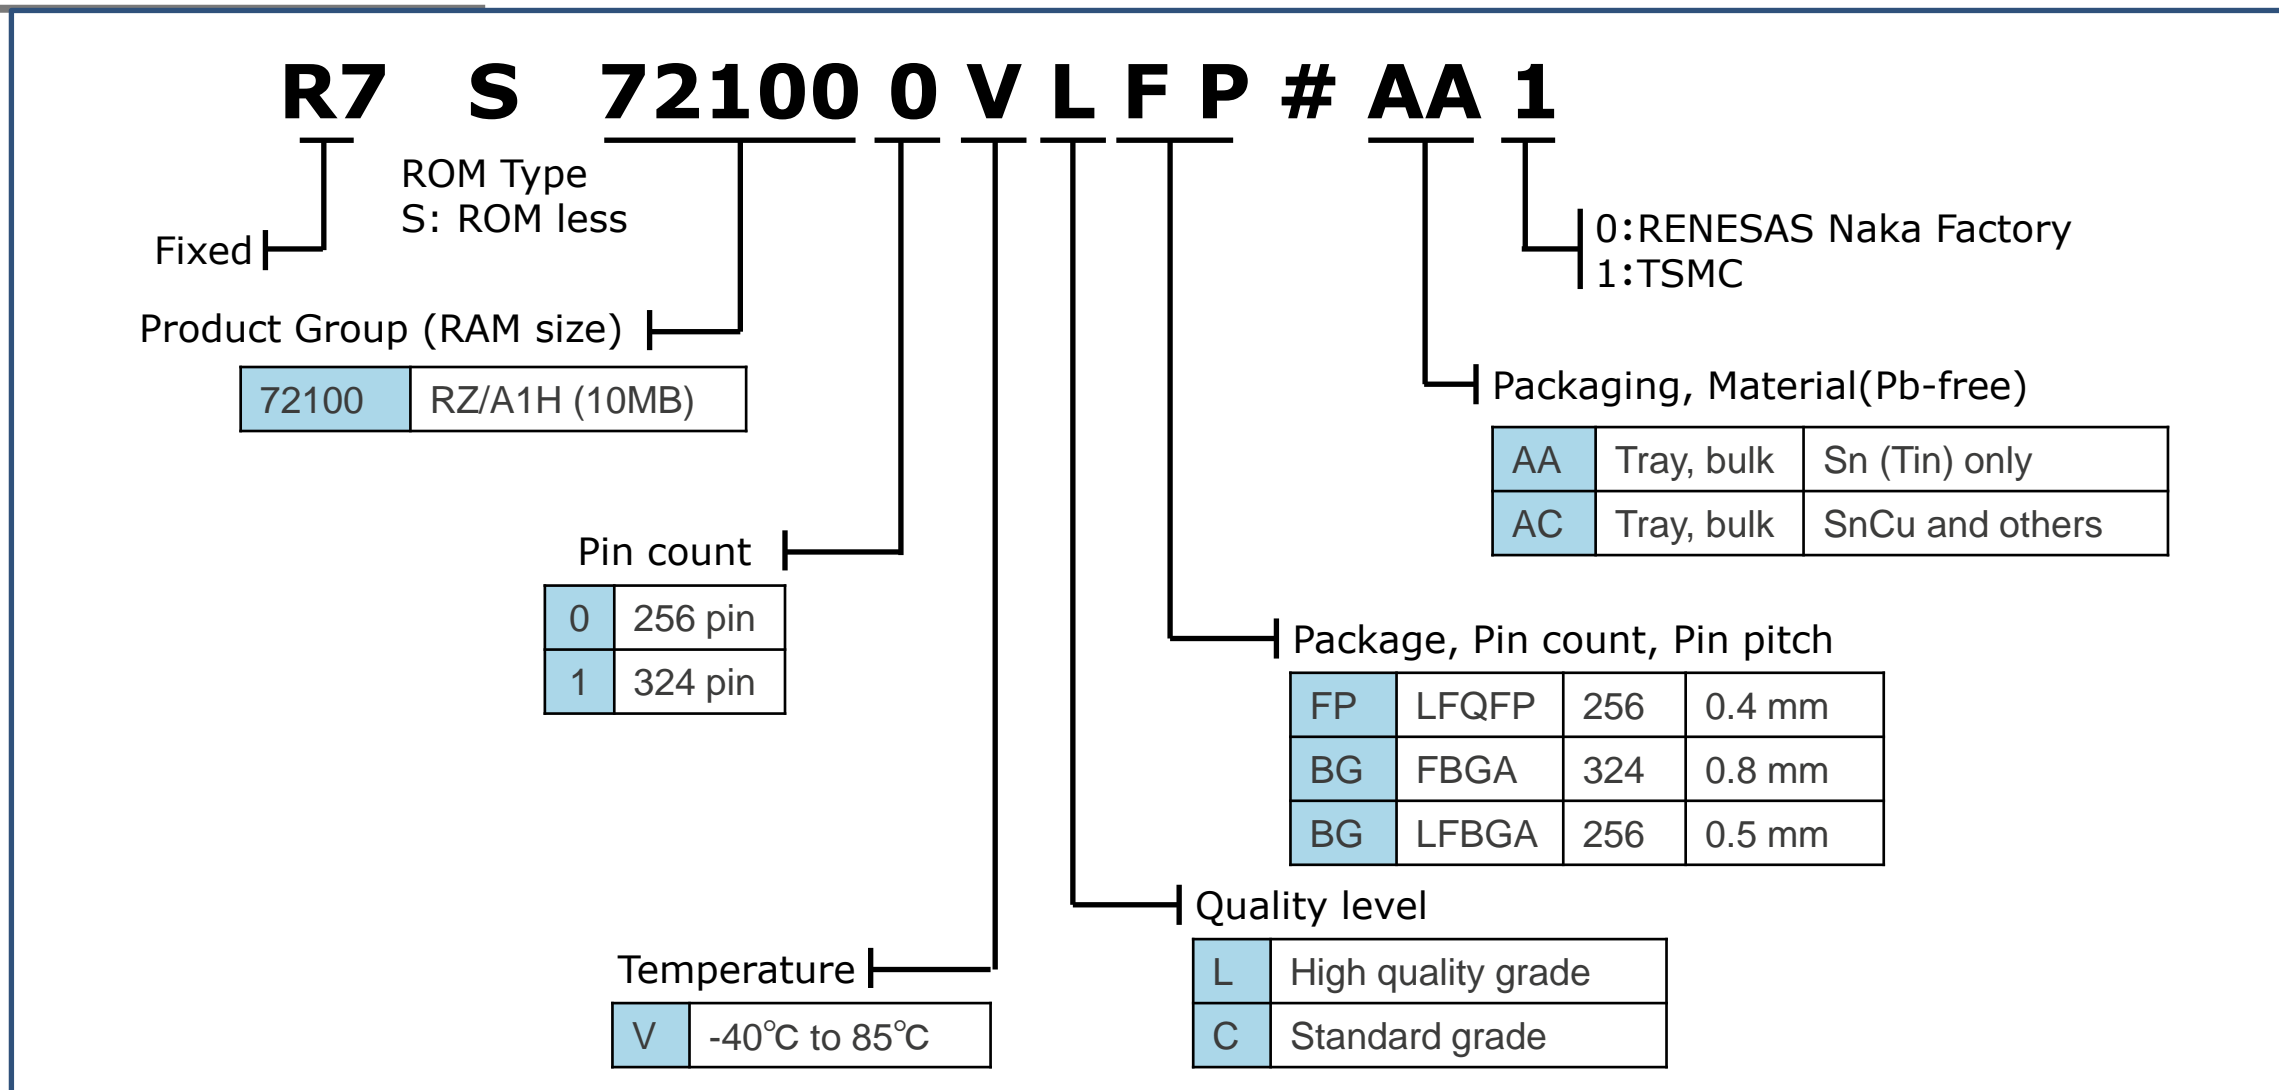 R7 S 72100 0 V L F P # AA 1
ROM Type
S: ROM less
Fixed
0:RENESAS Naka Factory
1:TSMC
Product Group (RAM size)
72100 RZ/A1H (10MB)
Packaging, Material(Pb-free)
AA Tray, bulk Sn (Tin) only
AC Tray, bulk SnCu and others
Pin count
0 256 pin
1 324 pin
Package, Pin count, Pin pitch
FP LFQFP 256 0.4 mm
BG FBGA 324 0.8 mm
BG LFBGA 256 0.5 mm
Quality level
L High quality grade
C Standard grade
Temperature
V -40℃ to 85℃